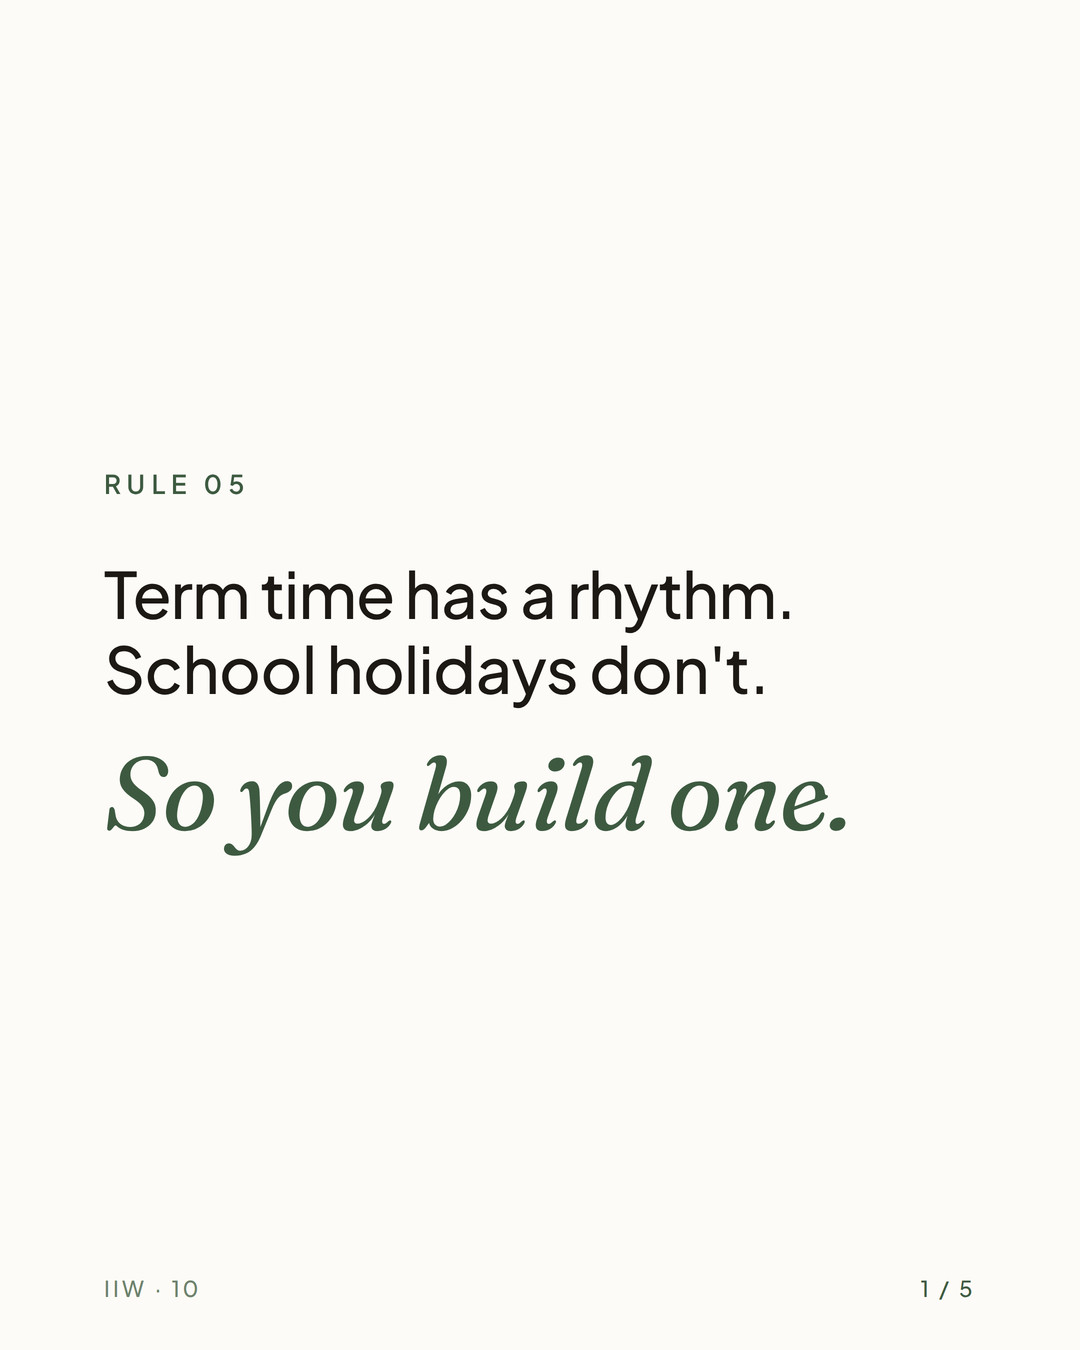 RULE 05
Term time has a rhythm.
School holidays don't.
So you build one.
IIW · 10
1 / 5